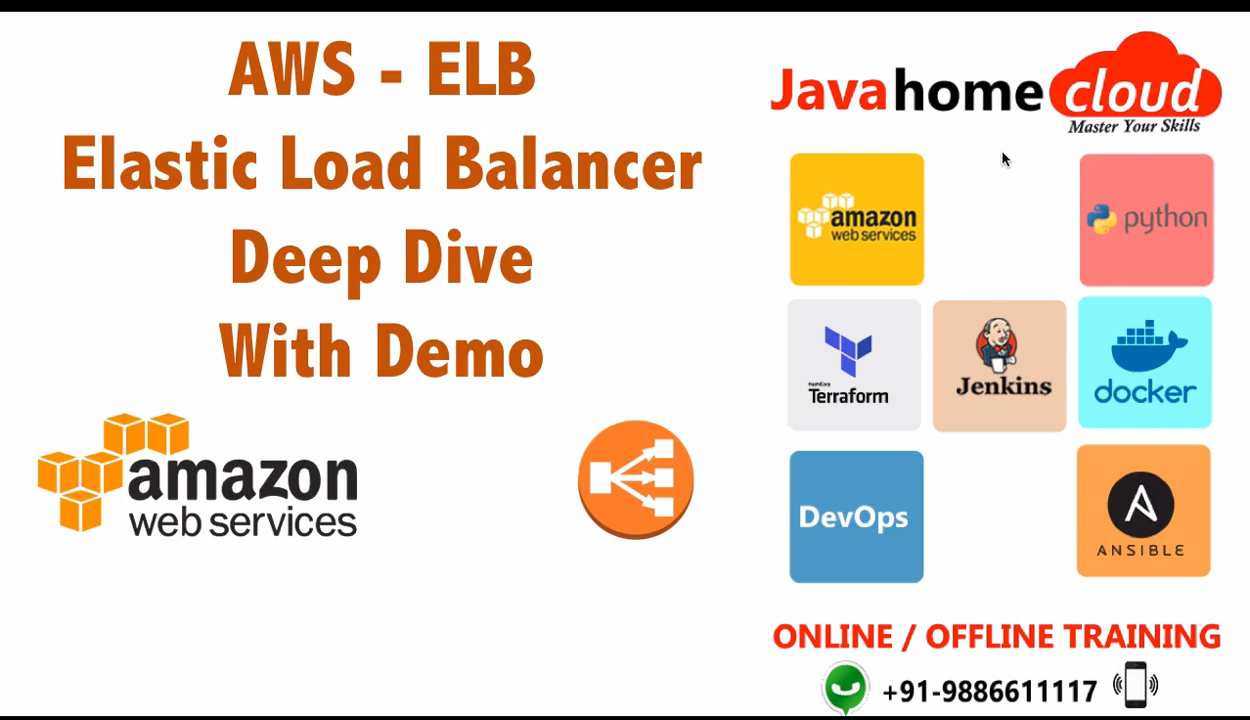 AWS - ELB
Elastic Load Balancer
Deep Dive
With Demo
amazon
web services
Javahome cloud
Master Your Skills
amazon
web services
python
HashiCorp
Terraform
Jenkins
docker
DevOps
ANSIBLE
ONLINE / OFFLINE TRAINING
+91-9886611117